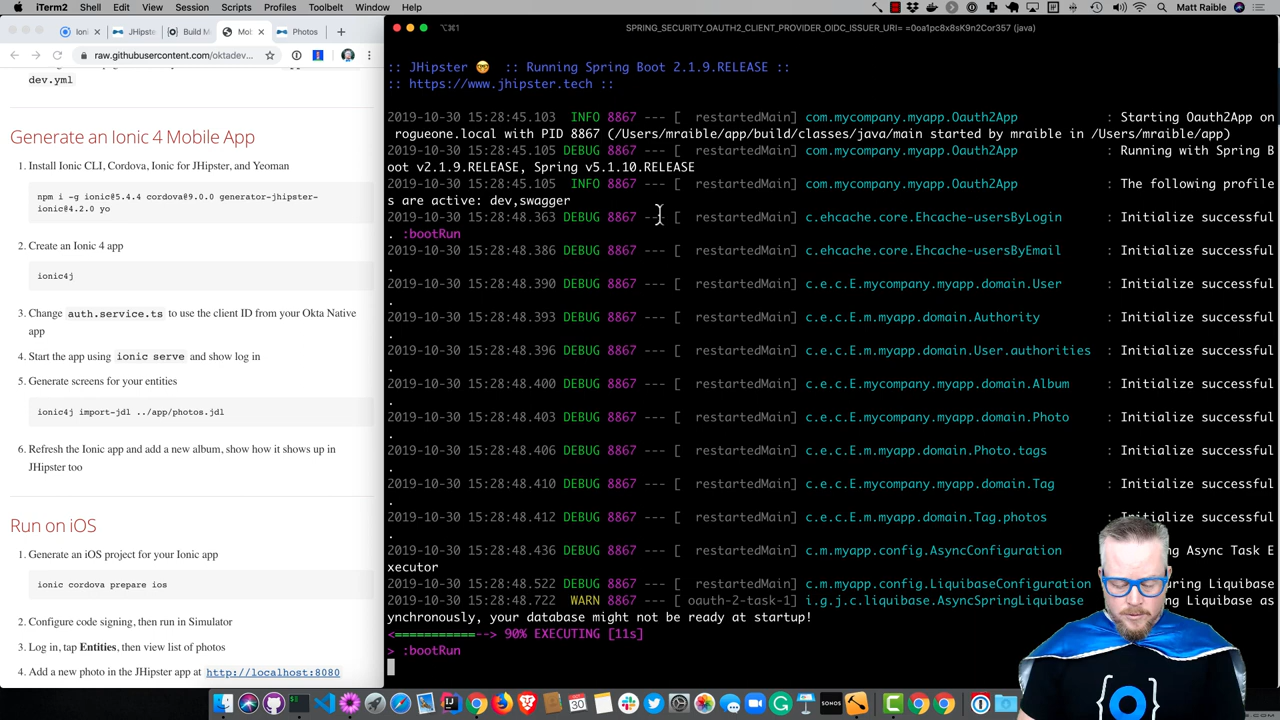 iTerm2 Shell Edit View Session Scripts Profiles Toolbelt Window Help
Matt Raible
Ioni
JHipste
Build M
Mo
Photos
raw.githubusercontent.com/oktadev...
⌥⌘1
SPRING_SECURITY_OAUTH2_CLIENT_PROVIDER_OIDC_ISSUER_URI= =0oa1pc8x8sK9n2Cor357 (java)
dev.yml
Generate an Ionic 4 Mobile App
1. Install Ionic CLI, Cordova, Ionic for JHipster, and Yeoman
npm i -g ionic@5.4.4 cordova@9.0.0 generator-jhipster-
ionic@4.2.0 yo
2. Create an Ionic 4 app
ionic4j
3. Change auth.service.ts to use the client ID from your Okta Native
app
4. Start the app using ionic serve and show log in
5. Generate screens for your entities
ionic4j import-jdl ../app/photos.jdl
6. Refresh the Ionic app and add a new album, show how it shows up in
JHipster too
Run on iOS
1. Generate an iOS project for your Ionic app
ionic cordova prepare ios
2. Configure code signing, then run in Simulator
3. Log in, tap Entities, then view list of photos
4. Add a new photo in the JHipster app at http://localhost:8080
:: JHipster 🤓 :: Running Spring Boot 2.1.9.RELEASE ::
:: https://www.jhipster.tech ::
2019-10-30 15:28:45.103 INFO 8867 --- [ restartedMain] com.mycompany.myapp.Oauth2App : Starting Oauth2App on
rogueone.local with PID 8867 (/Users/mraible/app/build/classes/java/main started by mraible in /Users/mraible/app)
2019-10-30 15:28:45.105 DEBUG 8867 --- [ restartedMain] com.mycompany.myapp.Oauth2App : Running with Spring B
oot v2.1.9.RELEASE, Spring v5.1.10.RELEASE
2019-10-30 15:28:45.105 INFO 8867 --- [ restartedMain] com.mycompany.myapp.Oauth2App : The following profile
s are active: dev,swagger
2019-10-30 15:28:48.363 DEBUG 8867 --- [ restartedMain] c.ehcache.core.Ehcache-usersByLogin : Initialize successful
. :bootRun
2019-10-30 15:28:48.386 DEBUG 8867 --- [ restartedMain] c.ehcache.core.Ehcache-usersByEmail : Initialize successful
.
2019-10-30 15:28:48.390 DEBUG 8867 --- [ restartedMain] c.e.c.E.mycompany.myapp.domain.User : Initialize successful
.
2019-10-30 15:28:48.393 DEBUG 8867 --- [ restartedMain] c.e.c.E.m.myapp.domain.Authority : Initialize successful
.
2019-10-30 15:28:48.396 DEBUG 8867 --- [ restartedMain] c.e.c.E.m.myapp.domain.User.authorities : Initialize successful
.
2019-10-30 15:28:48.400 DEBUG 8867 --- [ restartedMain] c.e.c.E.mycompany.myapp.domain.Album : Initialize successful
.
2019-10-30 15:28:48.403 DEBUG 8867 --- [ restartedMain] c.e.c.E.mycompany.myapp.domain.Photo : Initialize successful
.
2019-10-30 15:28:48.406 DEBUG 8867 --- [ restartedMain] c.e.c.E.m.myapp.domain.Photo.tags : Initialize successful
.
2019-10-30 15:28:48.410 DEBUG 8867 --- [ restartedMain] c.e.c.E.mycompany.myapp.domain.Tag : Initialize successful
.
2019-10-30 15:28:48.412 DEBUG 8867 --- [ restartedMain] c.e.c.E.m.myapp.domain.Tag.photos : Initialize successful
.
2019-10-30 15:28:48.436 DEBUG 8867 --- [ restartedMain] c.m.myapp.config.AsyncConfiguration ng Async Task E
xecutor
2019-10-30 15:28:48.522 DEBUG 8867 --- [ restartedMain] c.m.myapp.config.LiquibaseConfiguration uring Liquibase
2019-10-30 15:28:48.722 WARN 8867 --- [ oauth-2-task-1] i.g.j.c.liquibase.AsyncSpringLiquibase quibase as
ynchronously, your database might not be ready at startup!
<===========--> 90% EXECUTING [11s]
> :bootRun
30
SONOS
{ }